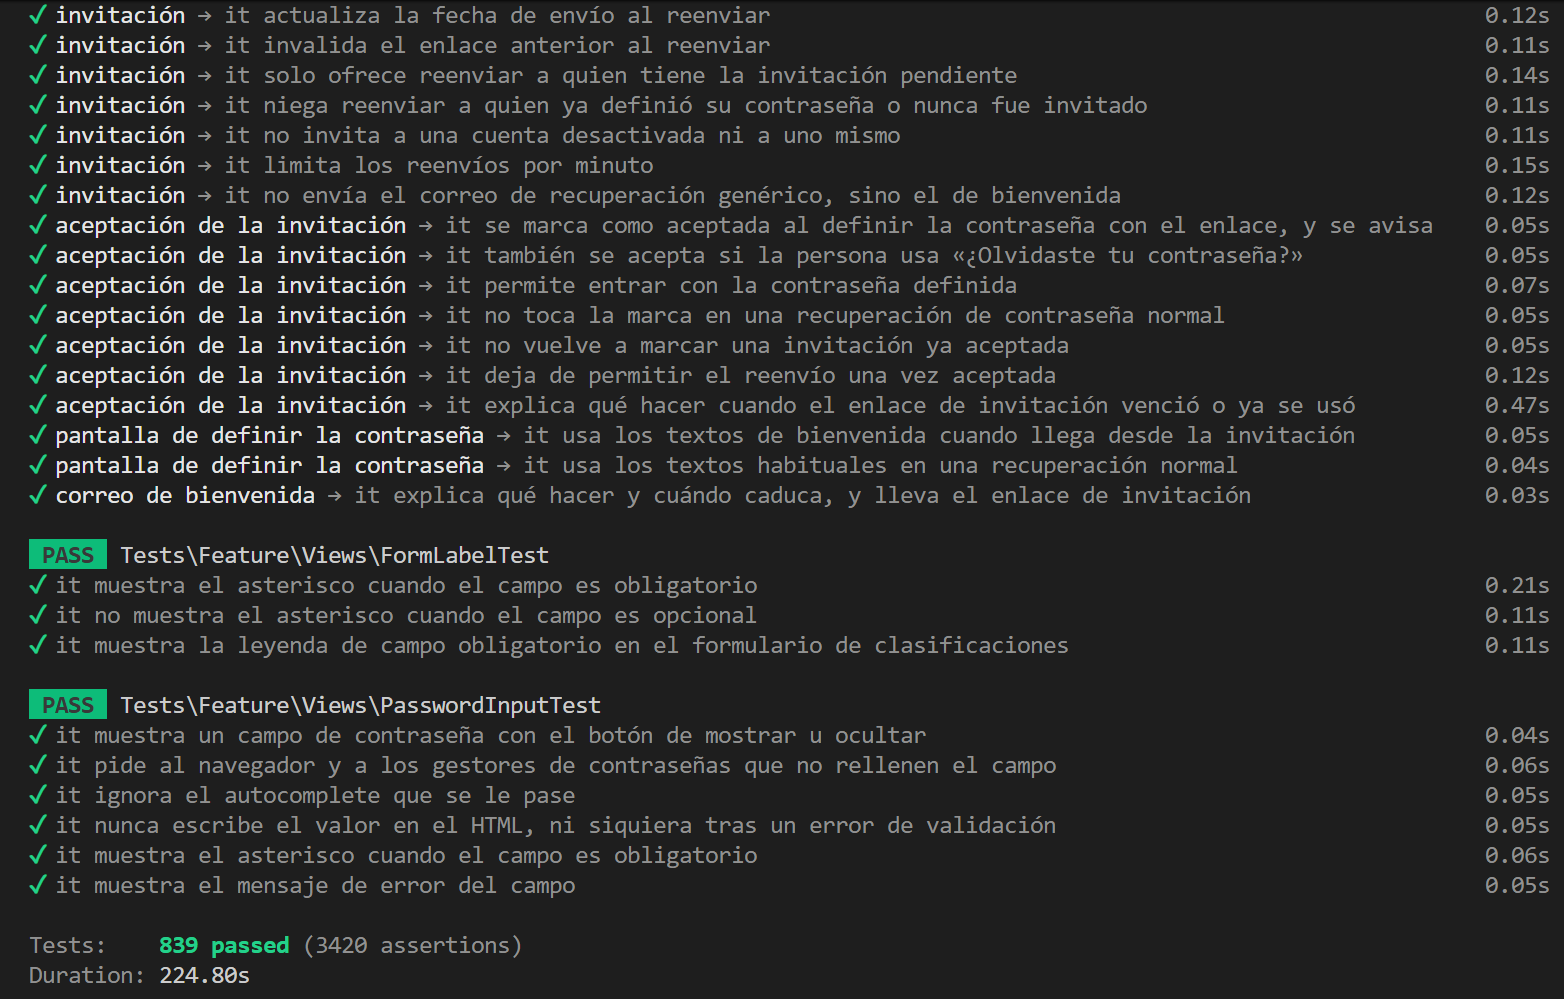 ✓ invitación → it actualiza la fecha de envío al reenviar 0.12s
✓ invitación → it invalida el enlace anterior al reenviar 0.11s
✓ invitación → it solo ofrece reenviar a quien tiene la invitación pendiente 0.14s
✓ invitación → it niega reenviar a quien ya definió su contraseña o nunca fue invitado 0.11s
✓ invitación → it no invita a una cuenta desactivada ni a uno mismo 0.11s
✓ invitación → it limita los reenvíos por minuto 0.15s
✓ invitación → it no envía el correo de recuperación genérico, sino el de bienvenida 0.12s
✓ aceptación de la invitación → it se marca como aceptada al definir la contraseña con el enlace, y se avisa 0.05s
✓ aceptación de la invitación → it también se acepta si la persona usa «¿Olvidaste tu contraseña?» 0.05s
✓ aceptación de la invitación → it permite entrar con la contraseña definida 0.07s
✓ aceptación de la invitación → it no toca la marca en una recuperación de contraseña normal 0.05s
✓ aceptación de la invitación → it no vuelve a marcar una invitación ya aceptada 0.05s
✓ aceptación de la invitación → it deja de permitir el reenvío una vez aceptada 0.12s
✓ aceptación de la invitación → it explica qué hacer cuando el enlace de invitación venció o ya se usó 0.47s
✓ pantalla de definir la contraseña → it usa los textos de bienvenida cuando llega desde la invitación 0.05s
✓ pantalla de definir la contraseña → it usa los textos habituales en una recuperación normal 0.04s
✓ correo de bienvenida → it explica qué hacer y cuándo caduca, y lleva el enlace de invitación 0.03s
PASS Tests\Feature\Views\FormLabelTest
✓ it muestra el asterisco cuando el campo es obligatorio 0.21s
✓ it no muestra el asterisco cuando el campo es opcional 0.11s
✓ it muestra la leyenda de campo obligatorio en el formulario de clasificaciones 0.11s
PASS Tests\Feature\Views\PasswordInputTest
✓ it muestra un campo de contraseña con el botón de mostrar u ocultar 0.04s
✓ it pide al navegador y a los gestores de contraseñas que no rellenen el campo 0.06s
✓ it ignora el autocomplete que se le pase 0.05s
✓ it nunca escribe el valor en el HTML, ni siquiera tras un error de validación 0.05s
✓ it muestra el asterisco cuando el campo es obligatorio 0.06s
✓ it muestra el mensaje de error del campo 0.05s
Tests: 839 passed (3420 assertions)
Duration: 224.80s